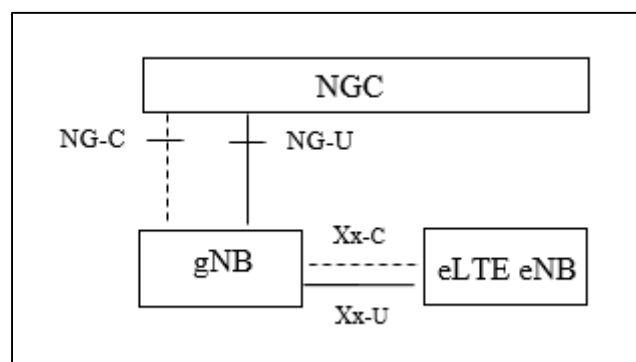 NGC
NG-C
NG-U
gNB
Xx-C
eLTE eNB
Xx-U